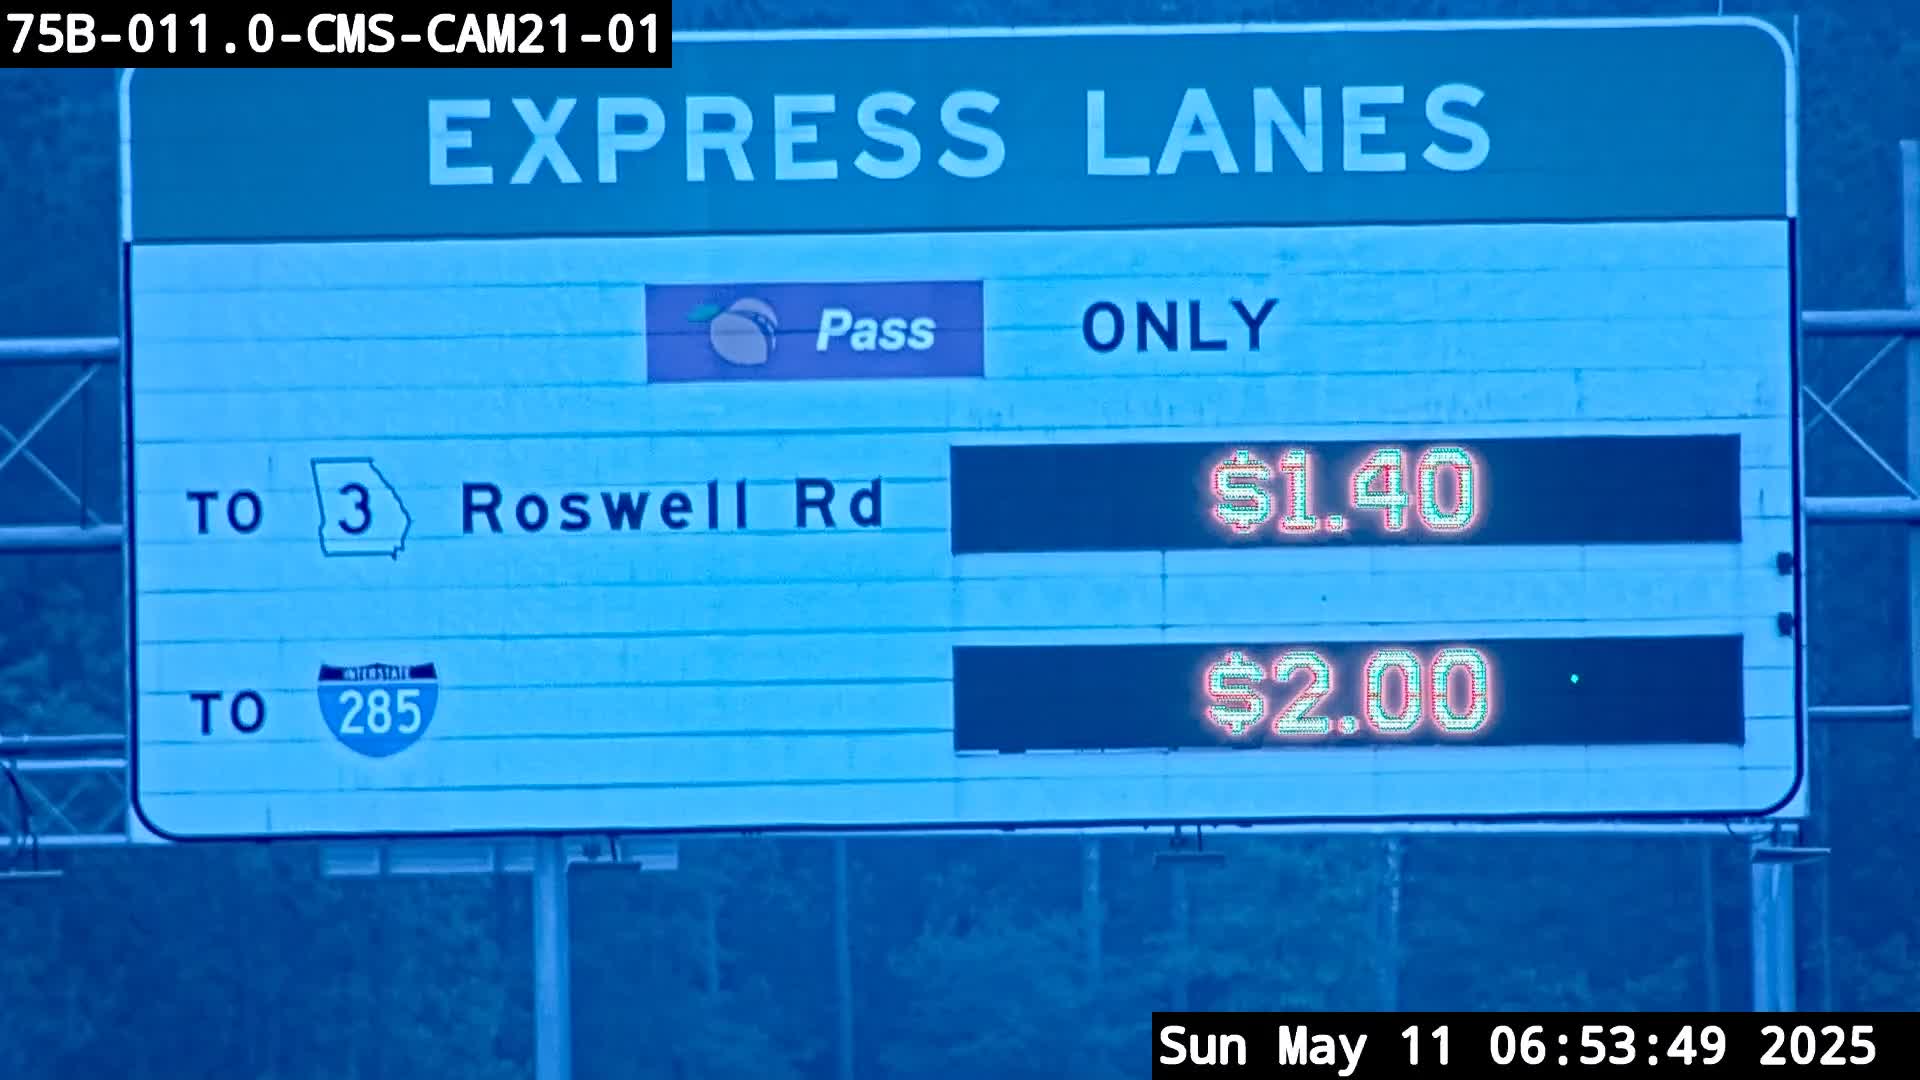 75B-011.0-CMS-CAM21-01
EXPRESS LANES
Pass ONLY
TO 3 Roswell Rd $1.40
INTERSTATE
TO 285 $2.00
Sun May 11 06:53:49 2025